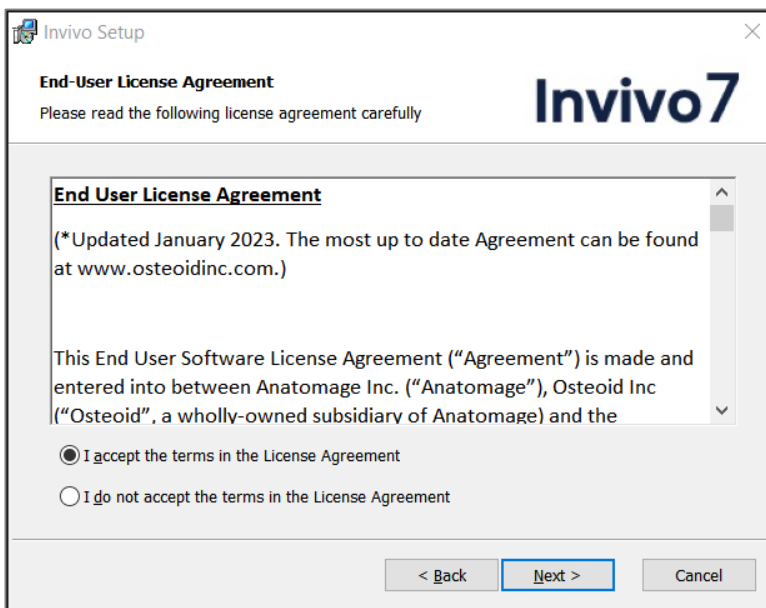 Invivo Setup
End-User License Agreement
Please read the following license agreement carefully
Invivo7
End User License Agreement
(*Updated January 2023. The most up to date Agreement can be found
at www.osteoidinc.com.)
This End User Software License Agreement (“Agreement”) is made and
entered into between Anatomage Inc. (“Anatomage”), Osteoid Inc
(“Osteoid”, a wholly-owned subsidiary of Anatomage) and the
I accept the terms in the License Agreement
I do not accept the terms in the License Agreement
< Back Next > Cancel